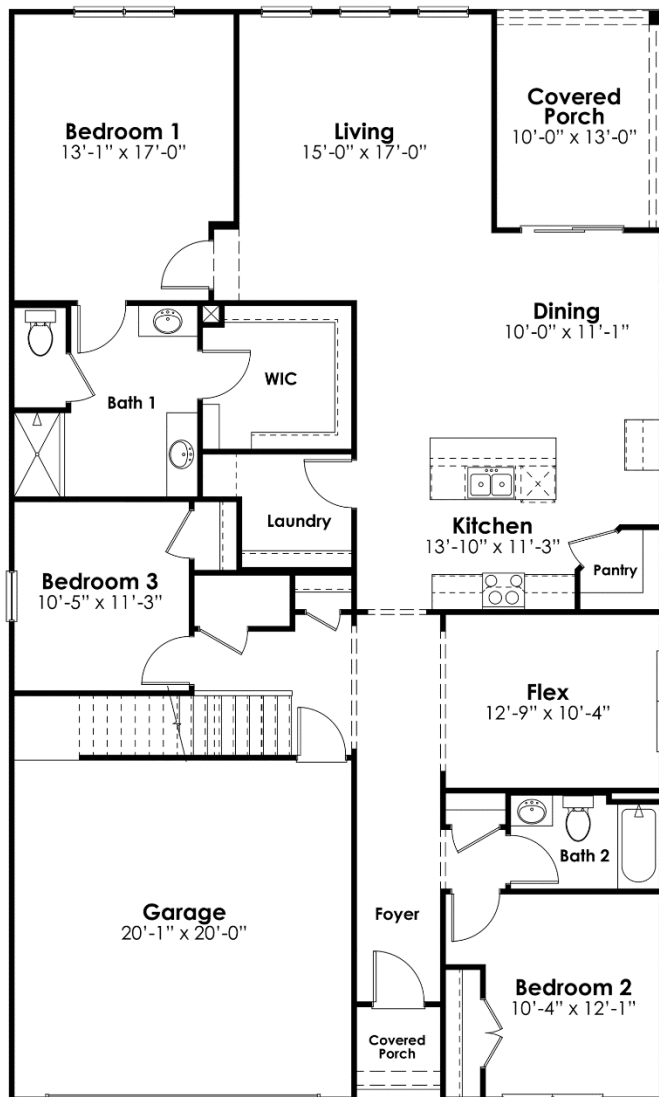 Bedroom 1
13’-1” x 17’-0”
Living
15’-0” x 17’-0”
Covered
Porch
10’-0” x 13’-0”
Dining
10’-0” x 11’-1”
WIC
Bath 1
Laundry
Kitchen
13’-10” x 11’-3”
Pantry
Bedroom 3
10’-5” x 11’-3”
Flex
12’-9” x 10’-4”
Bath 2
Garage
20’-1” x 20’-0”
Foyer
Bedroom 2
10’-4” x 12’-1”
Covered
Porch